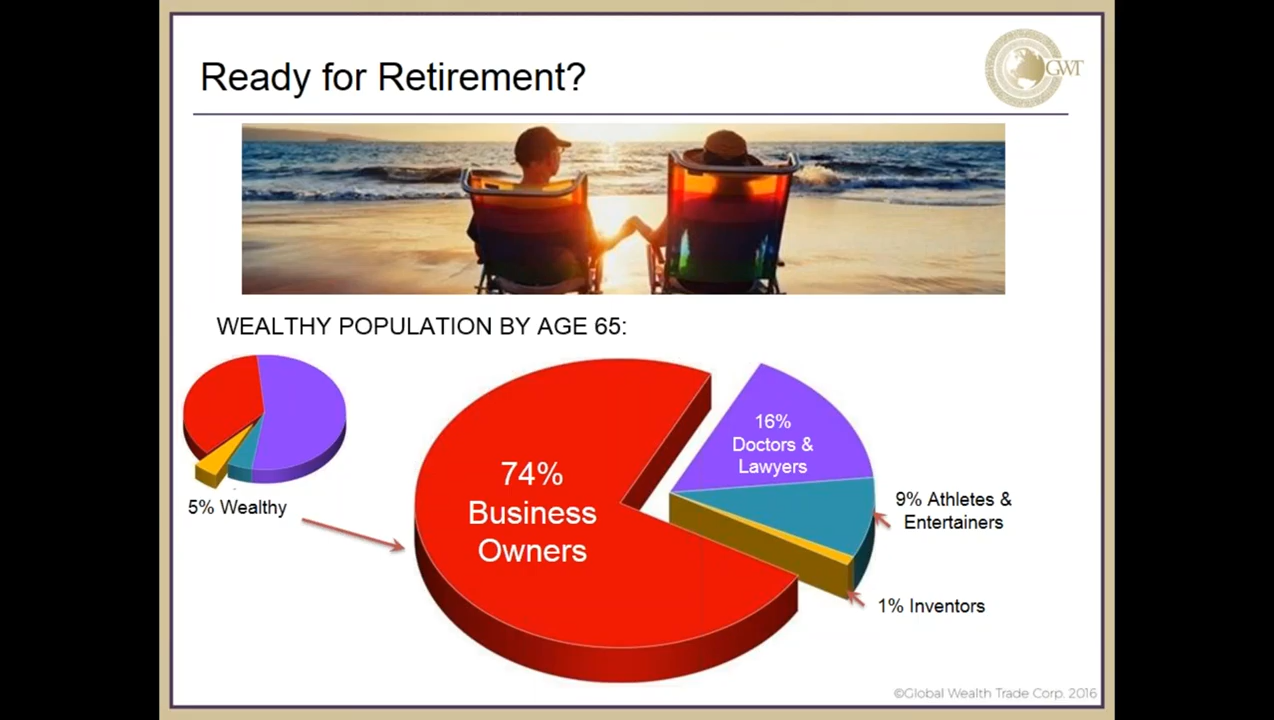 Ready for Retirement?
GWT
WEALTHY POPULATION BY AGE 65:
5% Wealthy
74%
Business
Owners
16%
Doctors &
Lawyers
9% Athletes &
Entertainers
1% Inventors
©Global Wealth Trade Corp. 2016